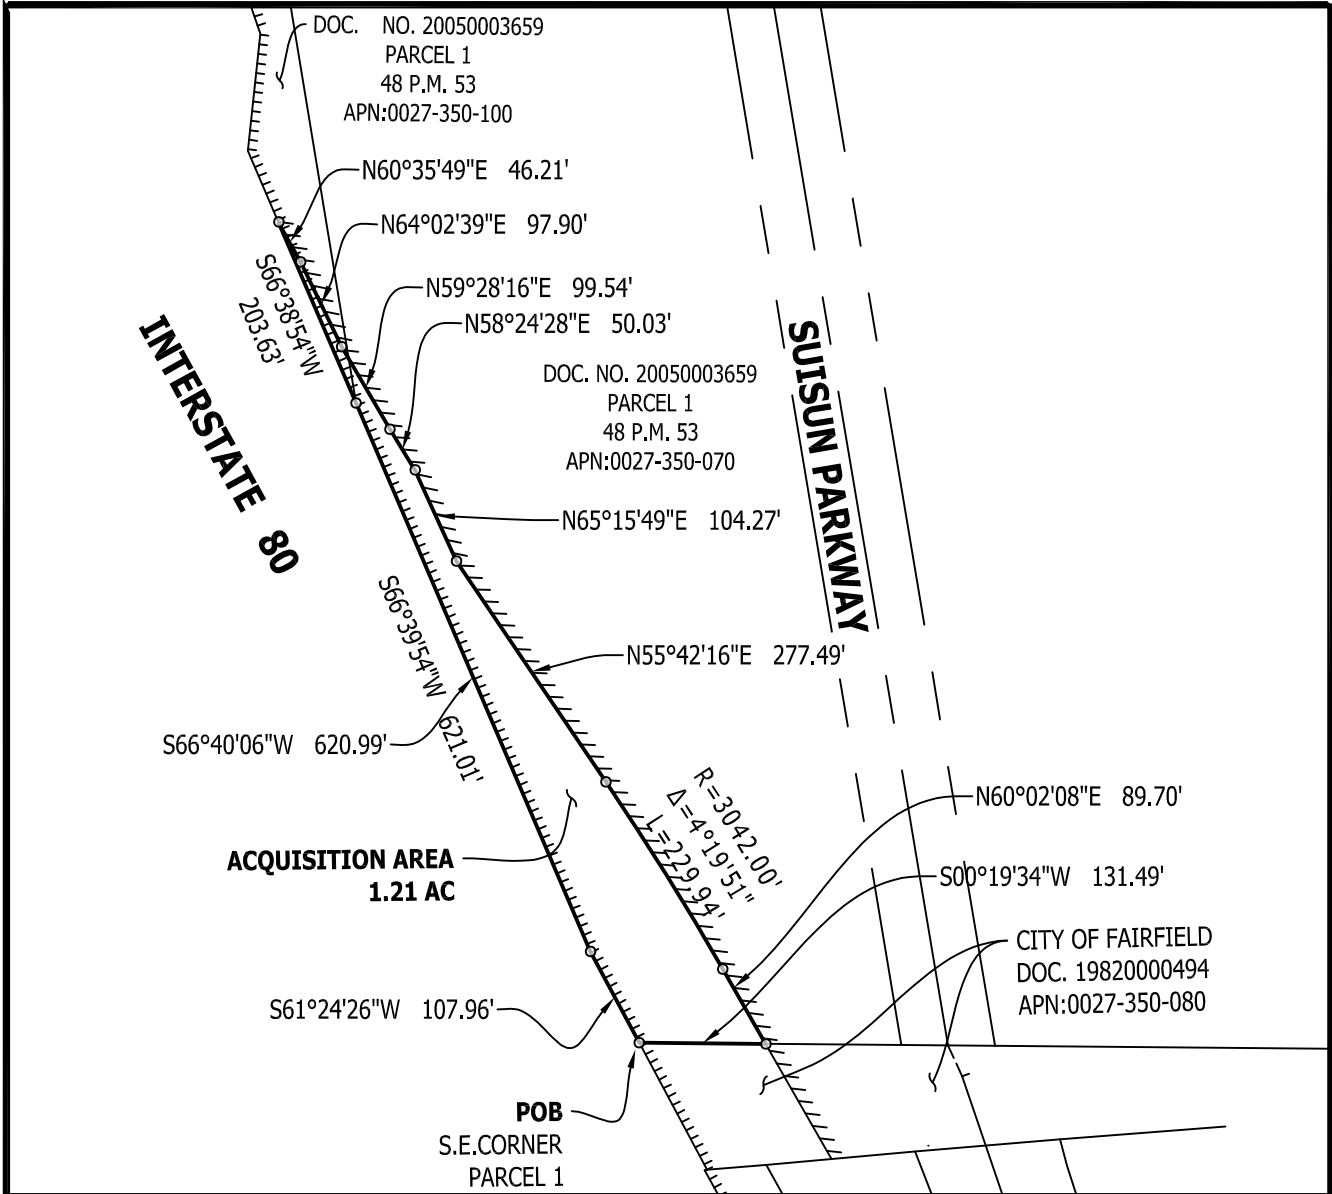 DOC. NO. 20050003659
PARCEL 1
48 P.M. 53
APN:0027-350-100
N60°35'49"E 46.21'
N64°02'39"E 97.90'
N59°28'16"E 99.54'
N58°24'28"E 50.03'
S66°38'54"W
203.63'
INTERSTATE 80
DOC. NO. 20050003659
PARCEL 1
48 P.M. 53
APN:0027-350-070
SUISUN PARKWAY
N65°15'49"E 104.27'
S66°39'54"W 621.01'
N55°42'16"E 277.49'
S66°40'06"W 620.99'
R=3042.00'
Δ=4°19'51"
L=229.94'
N60°02'08"E 89.70'
ACQUISITION AREA
1.21 AC
S00°19'34"W 131.49'
CITY OF FAIRFIELD
DOC. 19820000494
APN:0027-350-080
S61°24'26"W 107.96'
POB
S.E.CORNER
PARCEL 1